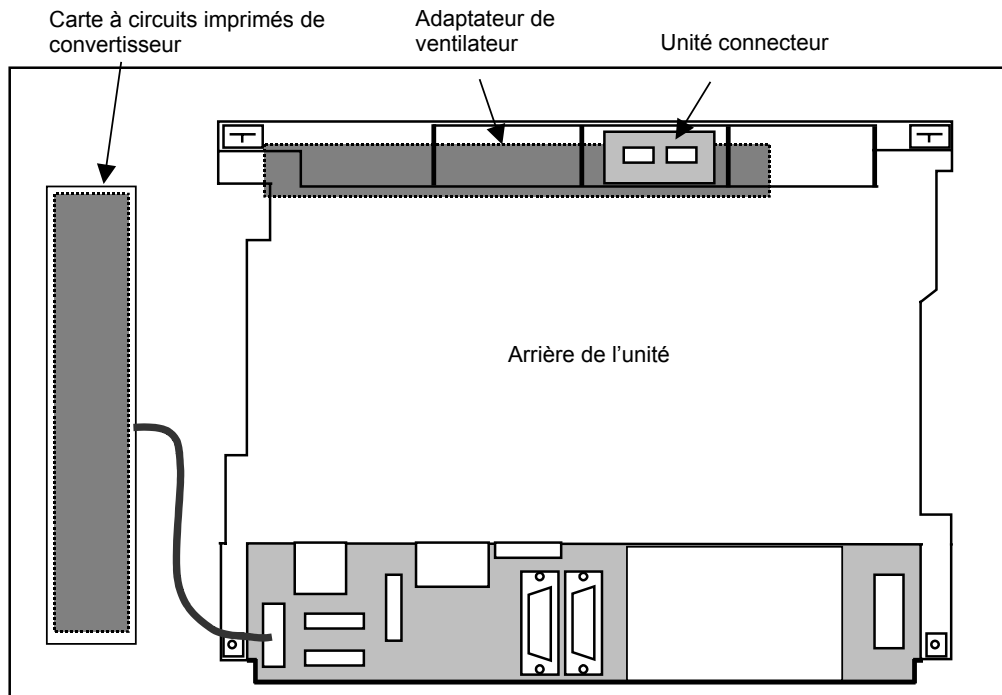 Carte à circuits imprimés de
convertisseur
Adaptateur de
ventilateur
Unité connecteur
Arrière de l’unité